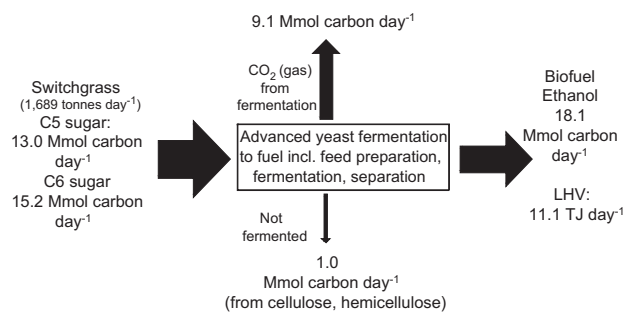 9.1 Mmol carbon day⁻¹
CO₂ (gas)
from
fermentation
Switchgrass
(1,689 tonnes day⁻¹)
C5 sugar:
13.0 Mmol carbon
day⁻¹
C6 sugar
15.2 Mmol carbon
day⁻¹
Advanced yeast fermentation
to fuel incl. feed preparation,
fermentation, separation
Biofuel
Ethanol
18.1
Mmol carbon
day⁻¹
LHV:
11.1 TJ day⁻¹
Not
fermented
1.0
Mmol carbon day⁻¹
(from cellulose, hemicellulose)